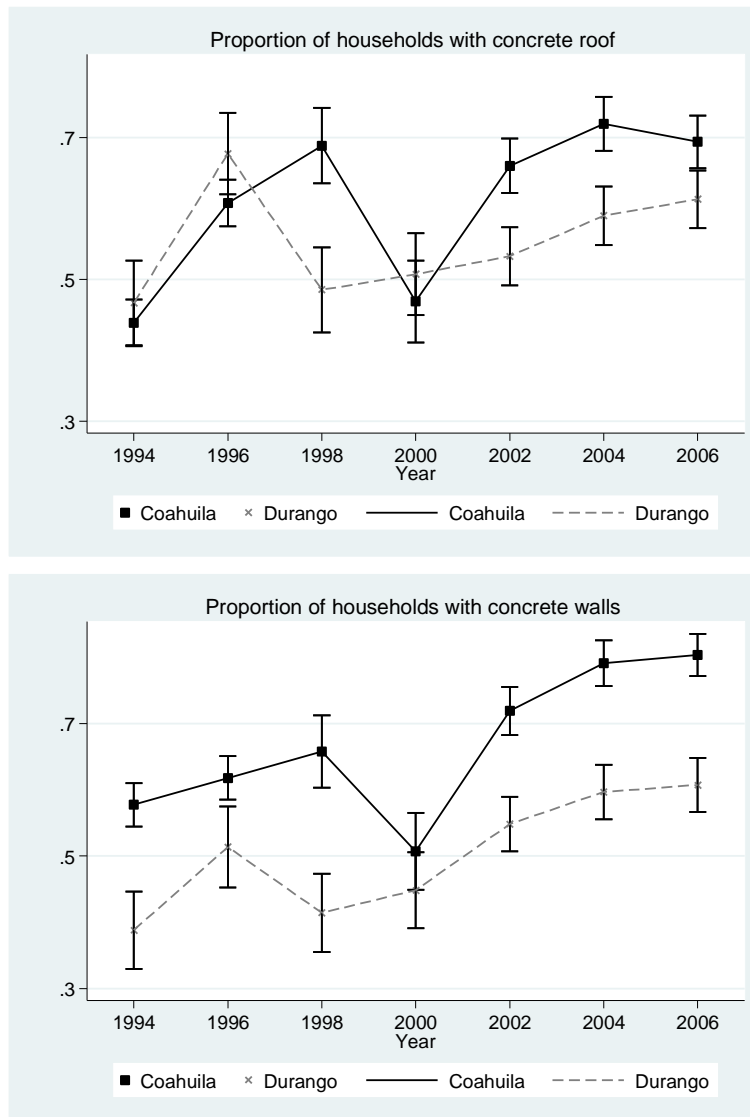 Proportion of households with concrete roof
.7
.5
.3
1994 1996 1998 2000 2002 2004 2006
Year
Coahuila Durango Coahuila Durango
Proportion of households with concrete walls
.7
.5
.3
1994 1996 1998 2000 2002 2004 2006
Year
Coahuila Durango Coahuila Durango